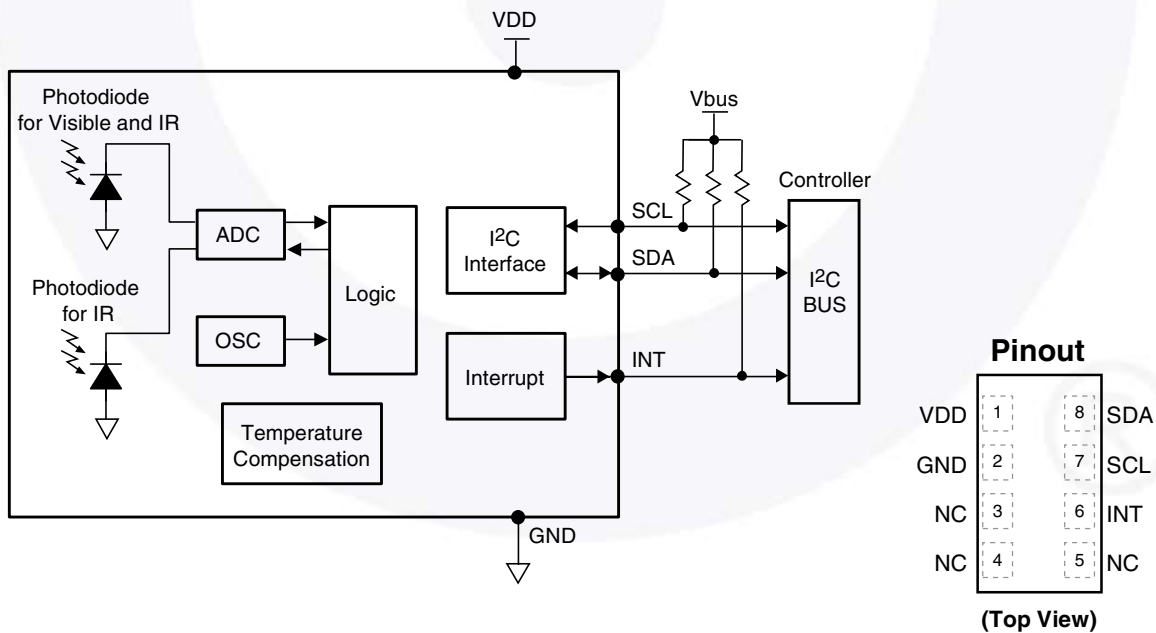 VDD
Photodiode
for Visible and IR
Vbus
Controller
SCL
ADC
I²C
Interface
SDA
I²C
BUS
Photodiode
for IR
Logic
OSC
INT
Interrupt
Temperature
Compensation
GND
Pinout
VDD 1 8 SDA
GND 2 7 SCL
NC 3 6 INT
NC 4 5 NC
(Top View)
®